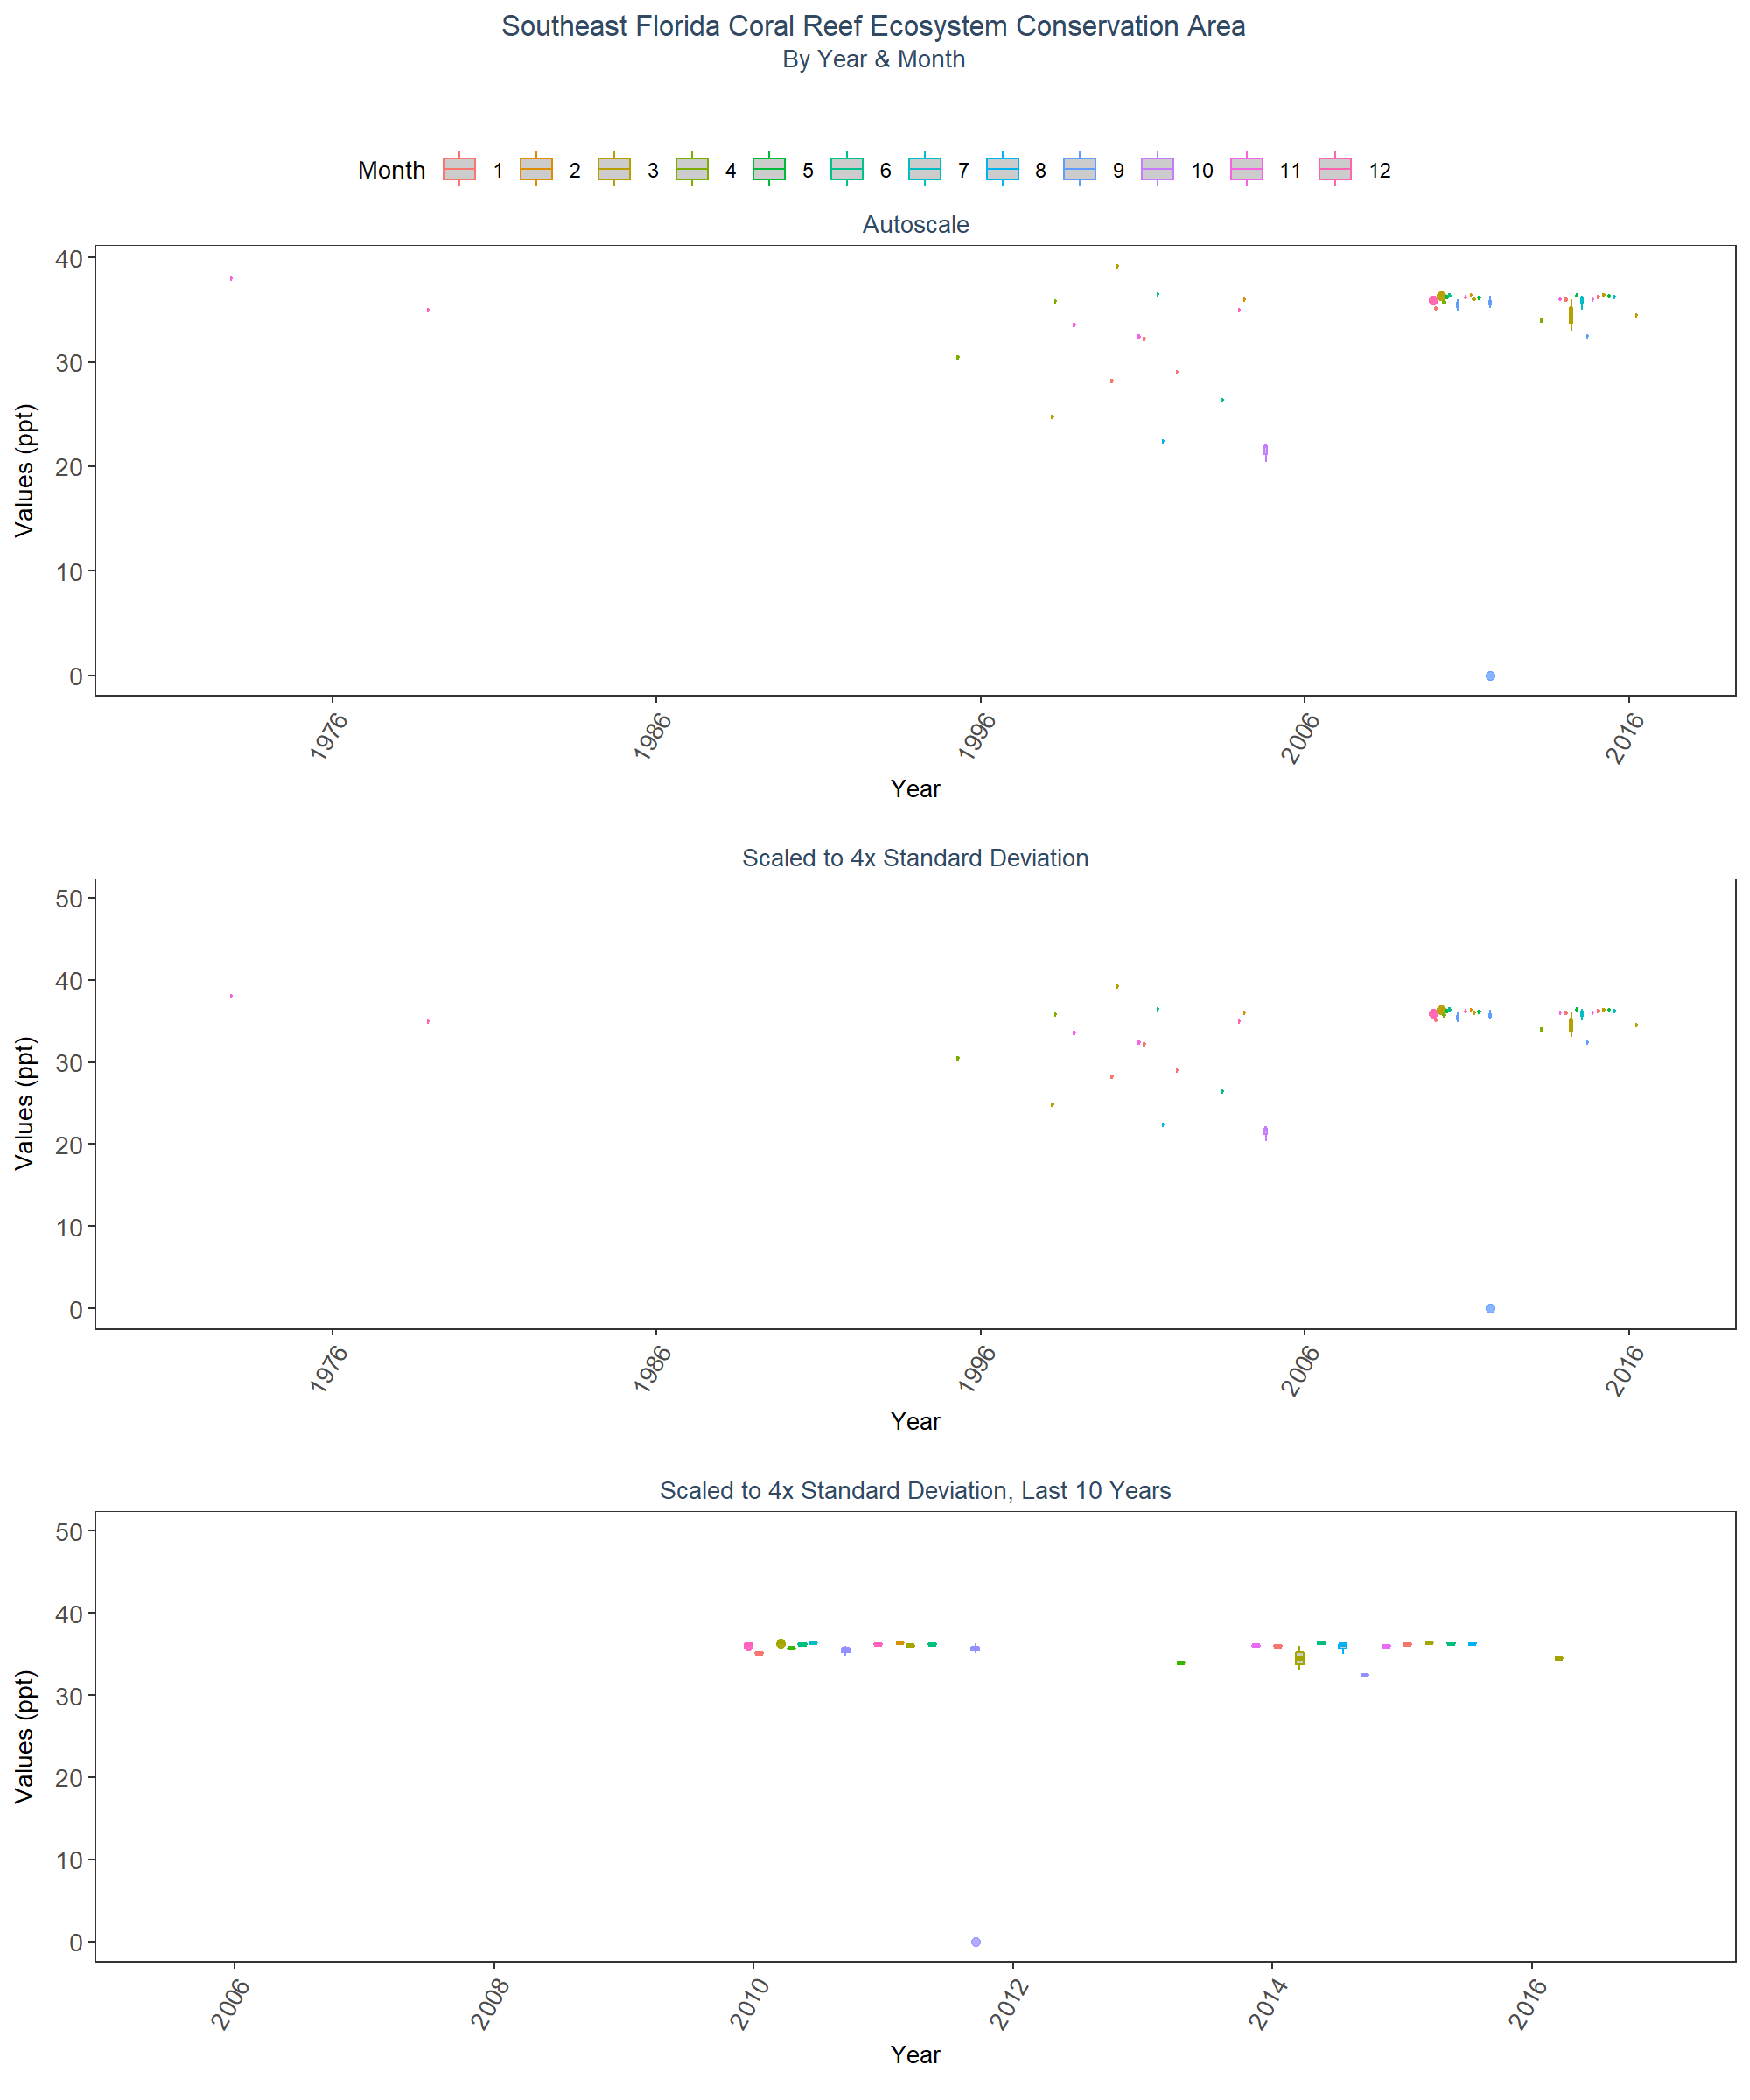 Southeast Florida Coral Reef Ecosystem Conservation Area
By Year & Month
Month 1 2 3 4 5 6 7 8 9 10 11 12
Autoscale
Values (ppt)
40
30
20
10
0
1976 1986 1996 2006 2016
Year
Scaled to 4x Standard Deviation
Values (ppt)
50
40
30
20
10
0
1976 1986 1996 2006 2016
Year
Scaled to 4x Standard Deviation, Last 10 Years
Values (ppt)
50
40
30
20
10
0
2006 2008 2010 2012 2014 2016
Year